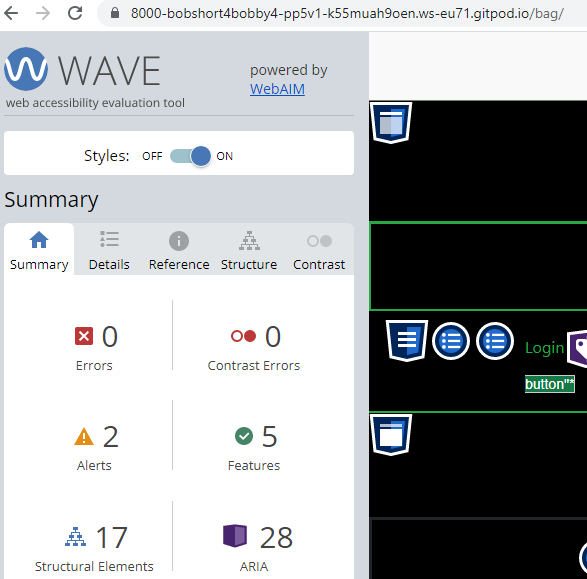 8000-bobshort4bobby4-pp5v1-k55muah9oen.ws-eu71.gitpod.io/bag/
WAVE
web accessibility evaluation tool
powered by
WebAIM
Styles: OFF ON
Summary
Summary Details Reference Structure Contrast
0 0
Errors Contrast Errors
2 5
Alerts Features
17 28
Structural Elements ARIA
Login
button"*